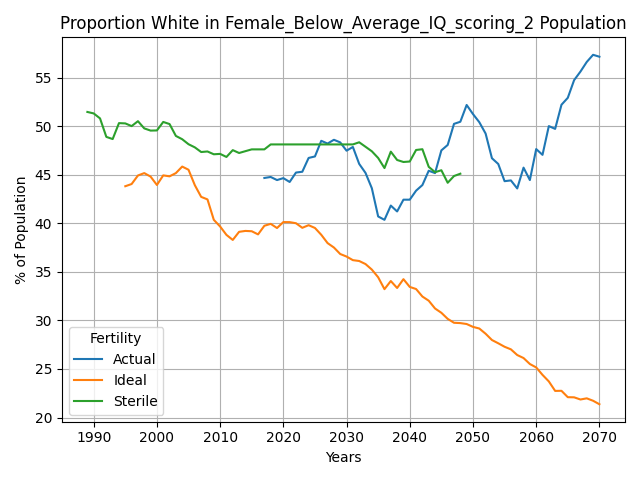 Proportion White in Female_Below_Average_IQ_scoring_2 Population
% of Population
55
50
45
40
35
30
25
20
Fertility
Actual
Ideal
Sterile
1990 2000 2010 2020 2030 2040 2050 2060 2070
Years